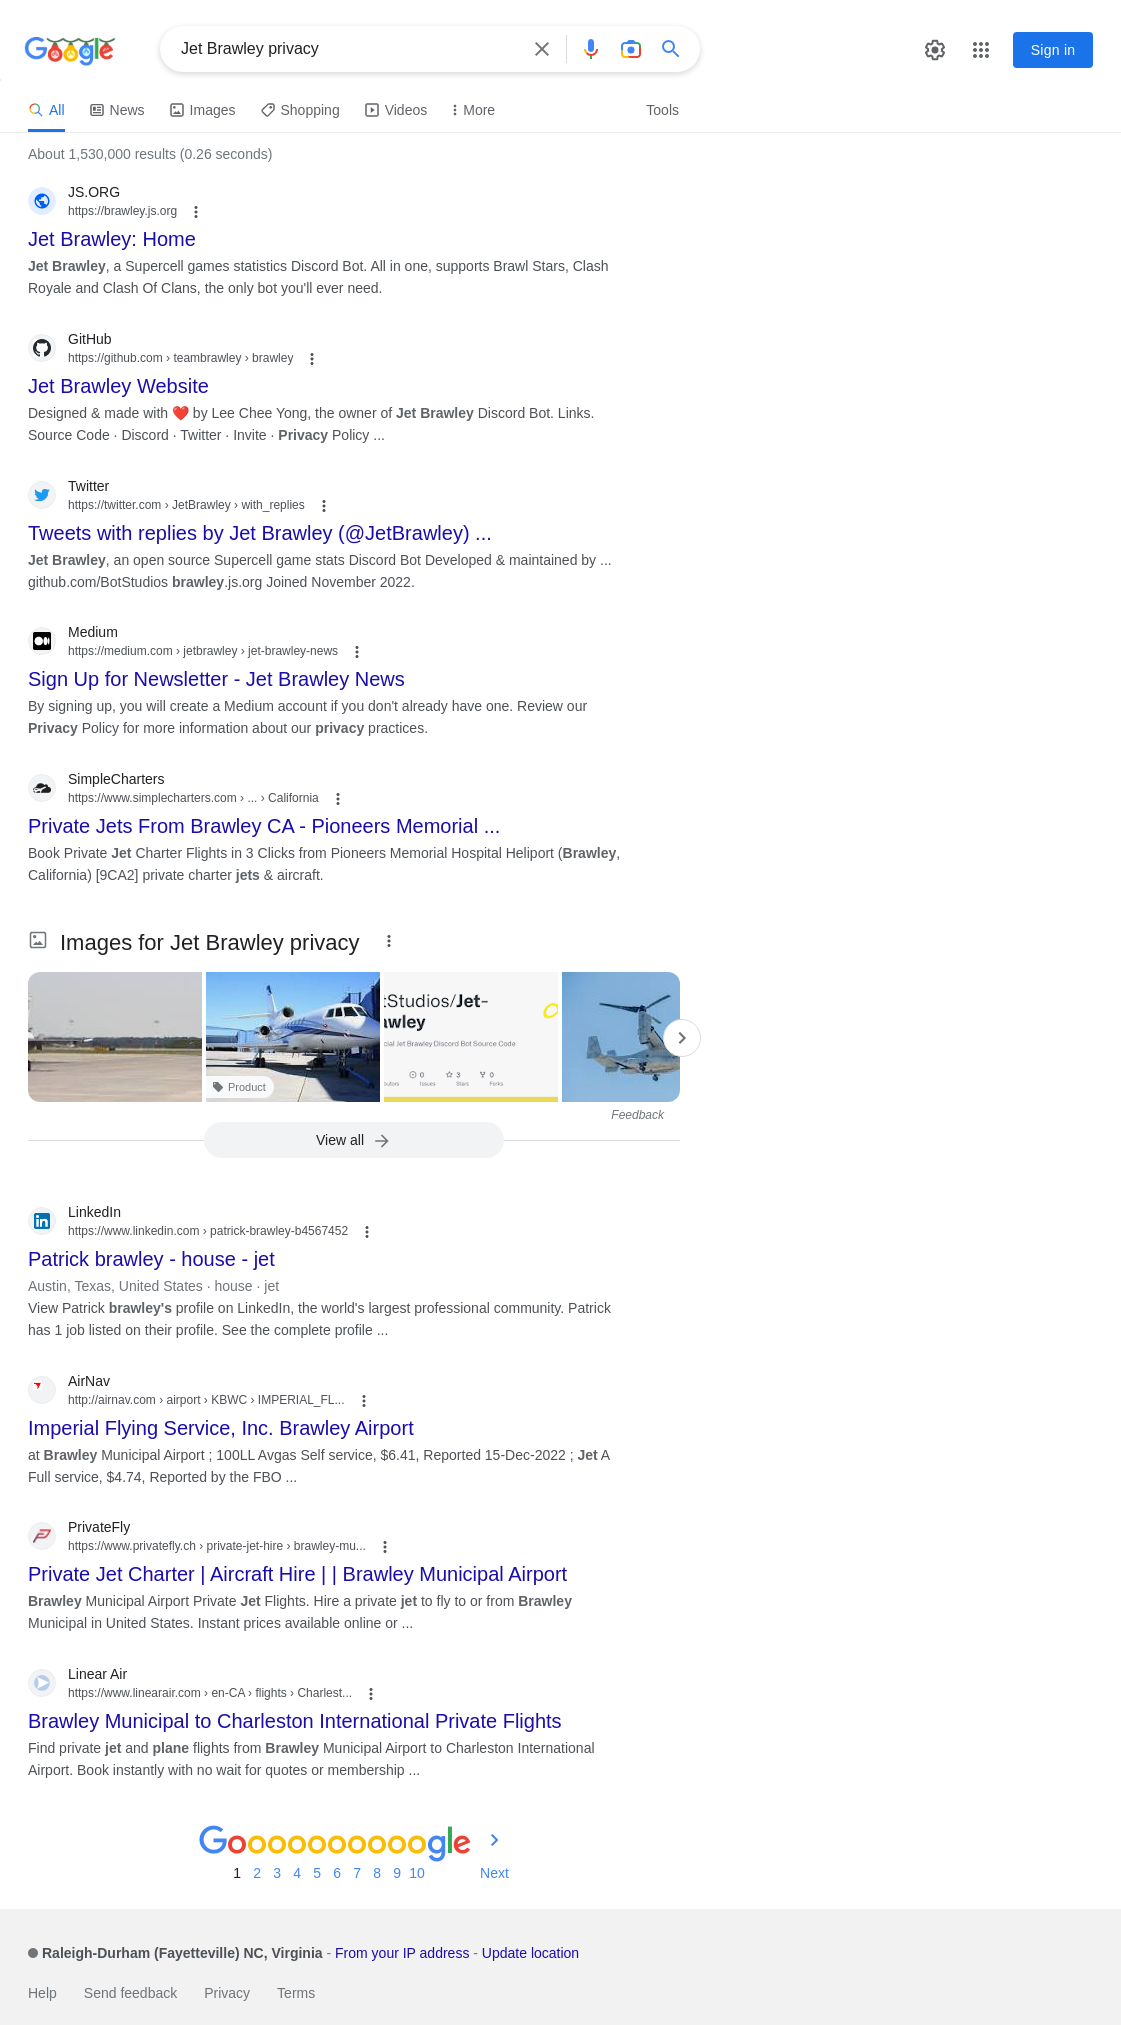 Google
Jet Brawley privacy
Sign in
All
News
Images
Shopping
Videos
More
Tools
About 1,530,000 results (0.26 seconds)
JS.ORG
https://brawley.js.org
Jet Brawley: Home
Jet Brawley, a Supercell games statistics Discord Bot. All in one, supports Brawl Stars, Clash
Royale and Clash Of Clans, the only bot you'll ever need.
GitHub
https://github.com › teambrawley › brawley
Jet Brawley Website
Designed & made with ❤️ by Lee Chee Yong, the owner of Jet Brawley Discord Bot. Links.
Source Code · Discord · Twitter · Invite · Privacy Policy ...
Twitter
https://twitter.com › JetBrawley › with_replies
Tweets with replies by Jet Brawley (@JetBrawley) ...
Jet Brawley, an open source Supercell game stats Discord Bot Developed & maintained by ...
github.com/BotStudios brawley.js.org Joined November 2022.
Medium
https://medium.com › jetbrawley › jet-brawley-news
Sign Up for Newsletter - Jet Brawley News
By signing up, you will create a Medium account if you don't already have one. Review our
Privacy Policy for more information about our privacy practices.
SimpleCharters
https://www.simplecharters.com › ... › California
Private Jets From Brawley CA - Pioneers Memorial ...
Book Private Jet Charter Flights in 3 Clicks from Pioneers Memorial Hospital Heliport (Brawley,
California) [9CA2] private charter jets & aircraft.
Images for Jet Brawley privacy
Product
tStudios/Jet-
awley
cial Jet Brawley Discord Bot Source Code
0 0 3 0
Issues Stars Forks
Feedback
View all
LinkedIn
https://www.linkedin.com › patrick-brawley-b4567452
Patrick brawley - house - jet
Austin, Texas, United States · house · jet
View Patrick brawley's profile on LinkedIn, the world's largest professional community. Patrick
has 1 job listed on their profile. See the complete profile ...
AirNav
http://airnav.com › airport › KBWC › IMPERIAL_FL...
Imperial Flying Service, Inc. Brawley Airport
at Brawley Municipal Airport ; 100LL Avgas Self service, $6.41, Reported 15-Dec-2022 ; Jet A
Full service, $4.74, Reported by the FBO ...
PrivateFly
https://www.privatefly.ch › private-jet-hire › brawley-mu...
Private Jet Charter | Aircraft Hire | | Brawley Municipal Airport
Brawley Municipal Airport Private Jet Flights. Hire a private jet to fly to or from Brawley
Municipal in United States. Instant prices available online or ...
Linear Air
https://www.linearair.com › en-CA › flights › Charlest...
Brawley Municipal to Charleston International Private Flights
Find private jet and plane flights from Brawley Municipal Airport to Charleston International
Airport. Book instantly with no wait for quotes or membership ...
Goooooooooogle
1 2 3 4 5 6 7 8 9 10 Next
Raleigh-Durham (Fayetteville) NC, Virginia - From your IP address - Update location
Help Send feedback Privacy Terms